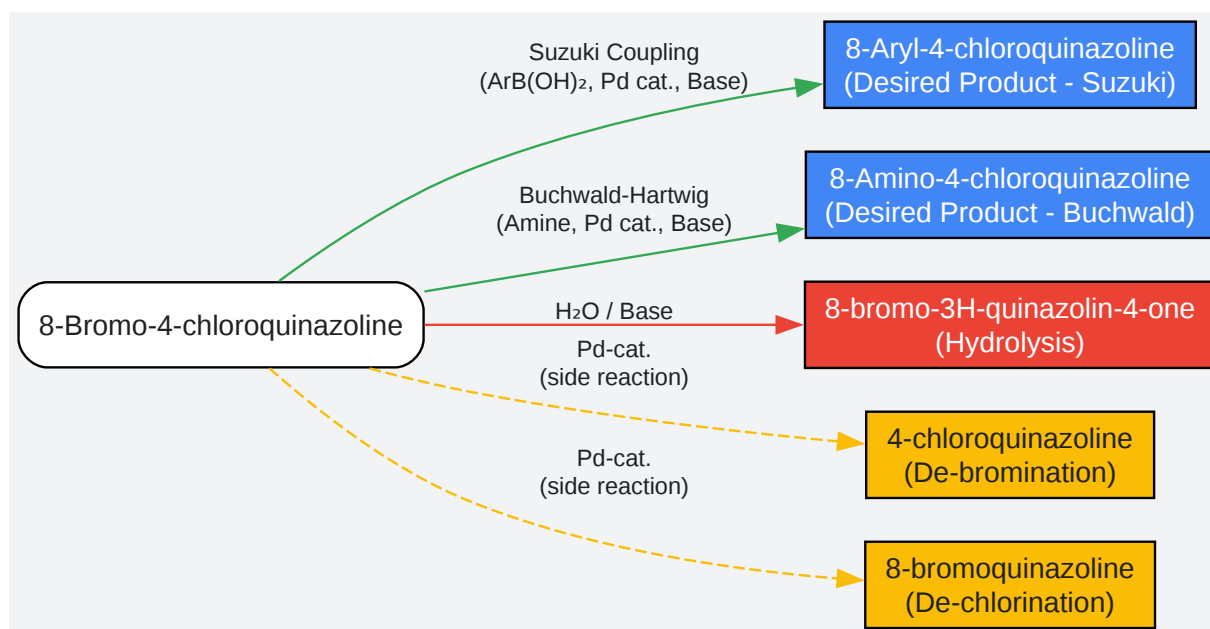 Suzuki Coupling
(ArB(OH)₂, Pd cat., Base)
8-Aryl-4-chloroquinazoline
(Desired Product - Suzuki)
Buchwald-Hartwig
(Amine, Pd cat., Base)
8-Amino-4-chloroquinazoline
(Desired Product - Buchwald)
8-Bromo-4-chloroquinazoline
H₂O / Base
8-bromo-3H-quinazolin-4-one
(Hydrolysis)
Pd-cat.
(side reaction)
4-chloroquinazoline
(De-bromination)
Pd-cat.
(side reaction)
8-bromoquinazoline
(De-chlorination)